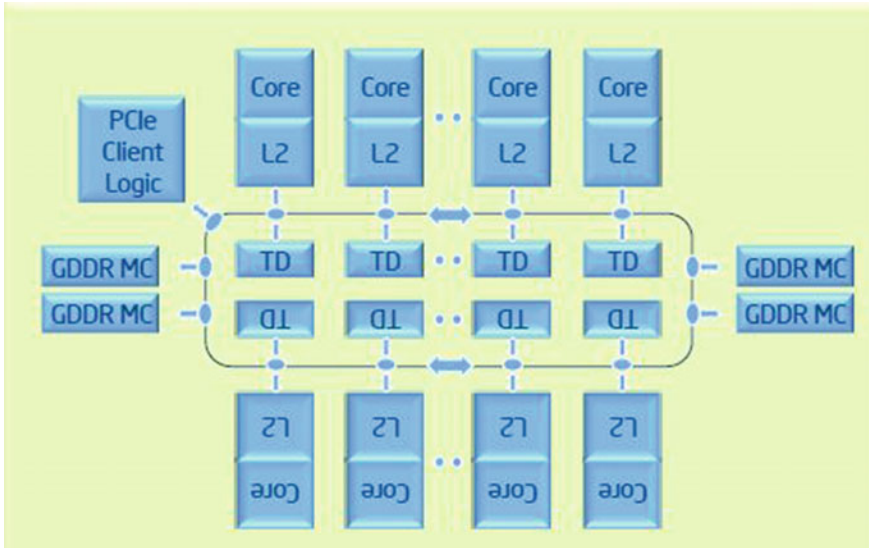 Core Core Core Core
PCIe
Client
Logic
L2 L2 L2 L2
GDDR MC TD TD TD TD GDDR MC
GDDR MC TD TD TD TD GDDR MC
L2 L2 L2 L2
Core Core Core Core